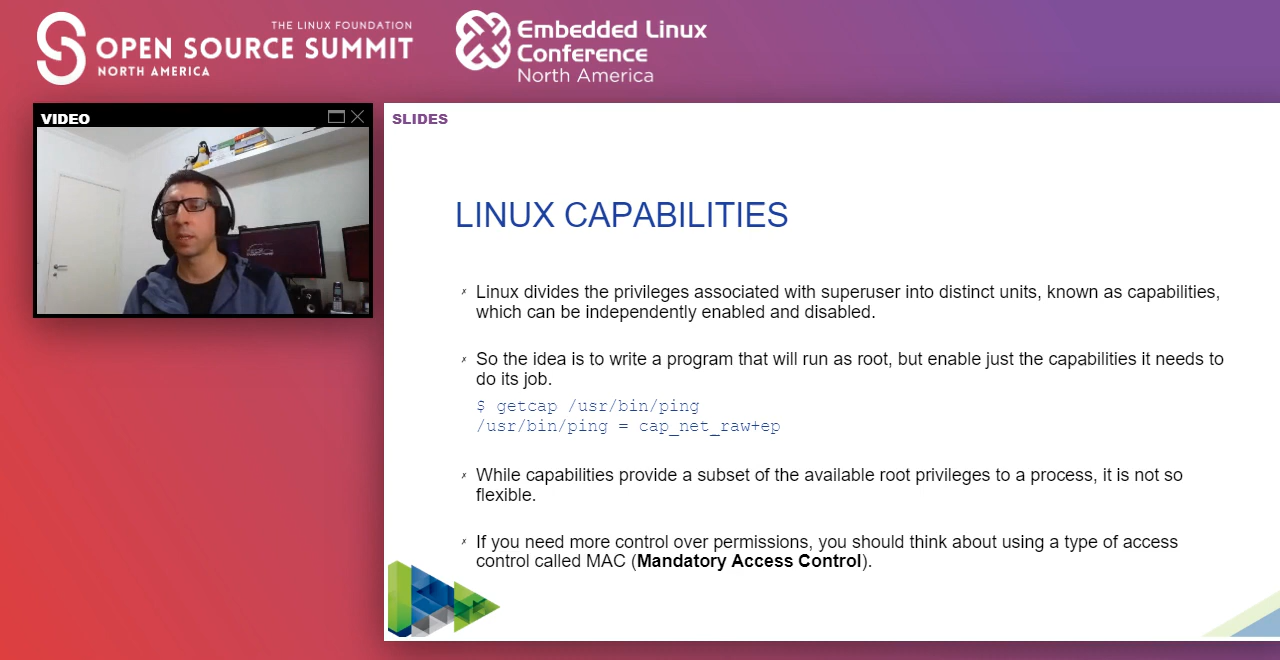 THE LINUX FOUNDATION
OPEN SOURCE SUMMIT
NORTH AMERICA
Embedded Linux
Conference
North America
VIDEO
SLIDES
LINUX CAPABILITIES
Linux divides the privileges associated with superuser into distinct units, known as capabilities,
which can be independently enabled and disabled.
So the idea is to write a program that will run as root, but enable just the capabilities it needs to
do its job.
$ getcap /usr/bin/ping
/usr/bin/ping = cap_net_raw+ep
While capabilities provide a subset of the available root privileges to a process, it is not so
flexible.
If you need more control over permissions, you should think about using a type of access
control called MAC (Mandatory Access Control).